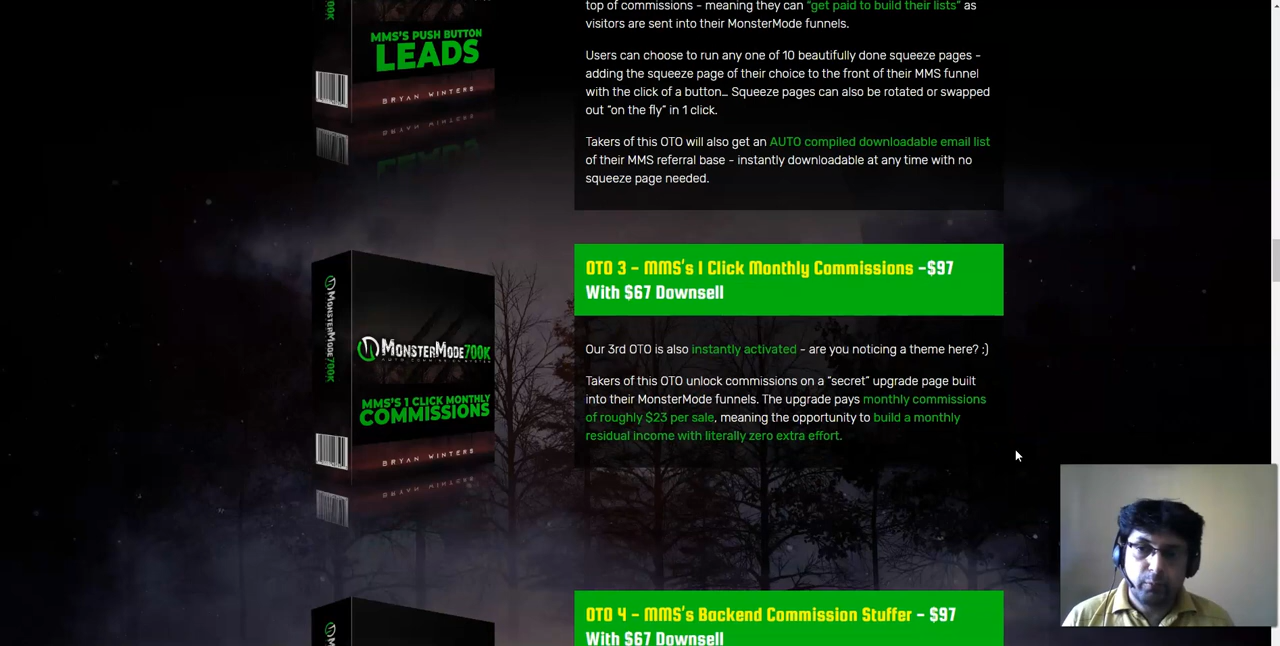 top of commissions - meaning they can "get paid to build their lists" as
visitors are sent into their MonsterMode funnels.
MMS'S PUSH BUTTON
LEADS
BRYAN WINTERS
Users can choose to run any one of 10 beautifully done squeeze pages -
adding the squeeze page of their choice to the front of their MMS funnel
with the click of a button... Squeeze pages can also be rotated or swapped
out "on the fly" in 1 click.
Takers of this OTO will also get an AUTO compiled downloadable email list
of their MMS referral base - instantly downloadable at any time with no
squeeze page needed.
OTO 3 - MMS's 1 Click Monthly Commissions -$97
With $67 Downsell
MONSTERMODE700K
MONSTERMODE700K
MMS'S 1 CLICK MONTHLY
COMMISSIONS
BRYAN WINTERS
Our 3rd OTO is also instantly activated - are you noticing a theme here? ;)
Takers of this OTO unlock commissions on a "secret" upgrade page built
into their MonsterMode funnels. The upgrade pays monthly commissions
of roughly $23 per sale, meaning the opportunity to build a monthly
residual income with literally zero extra effort.
OTO 4 - MMS's Backend Commission Stuffer - $97
With $67 Downsell